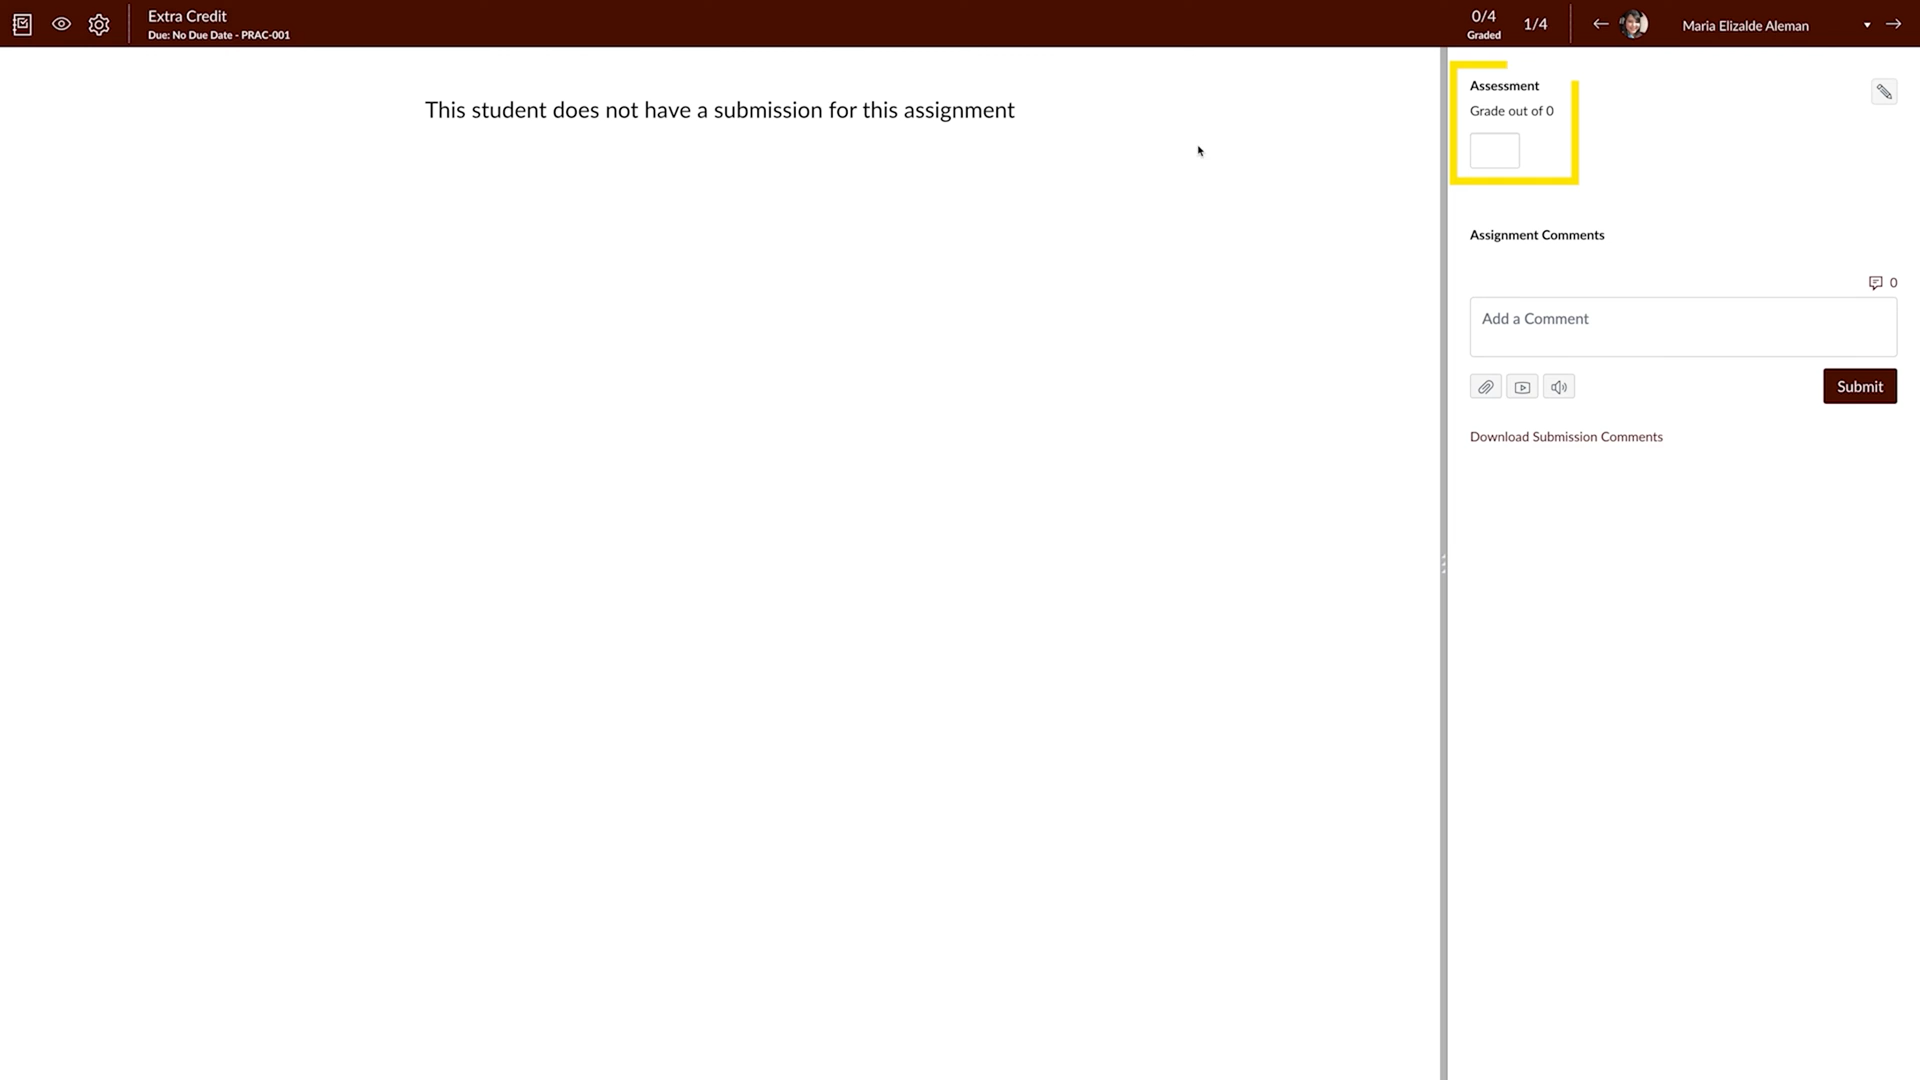 Extra Credit
Due: No Due Date - PRAC-001
0/4
Graded
1/4
Maria Elizalde Aleman
This student does not have a submission for this assignment
Assessment
Grade out of 0
Assignment Comments
0
Add a Comment
Submit
Download Submission Comments